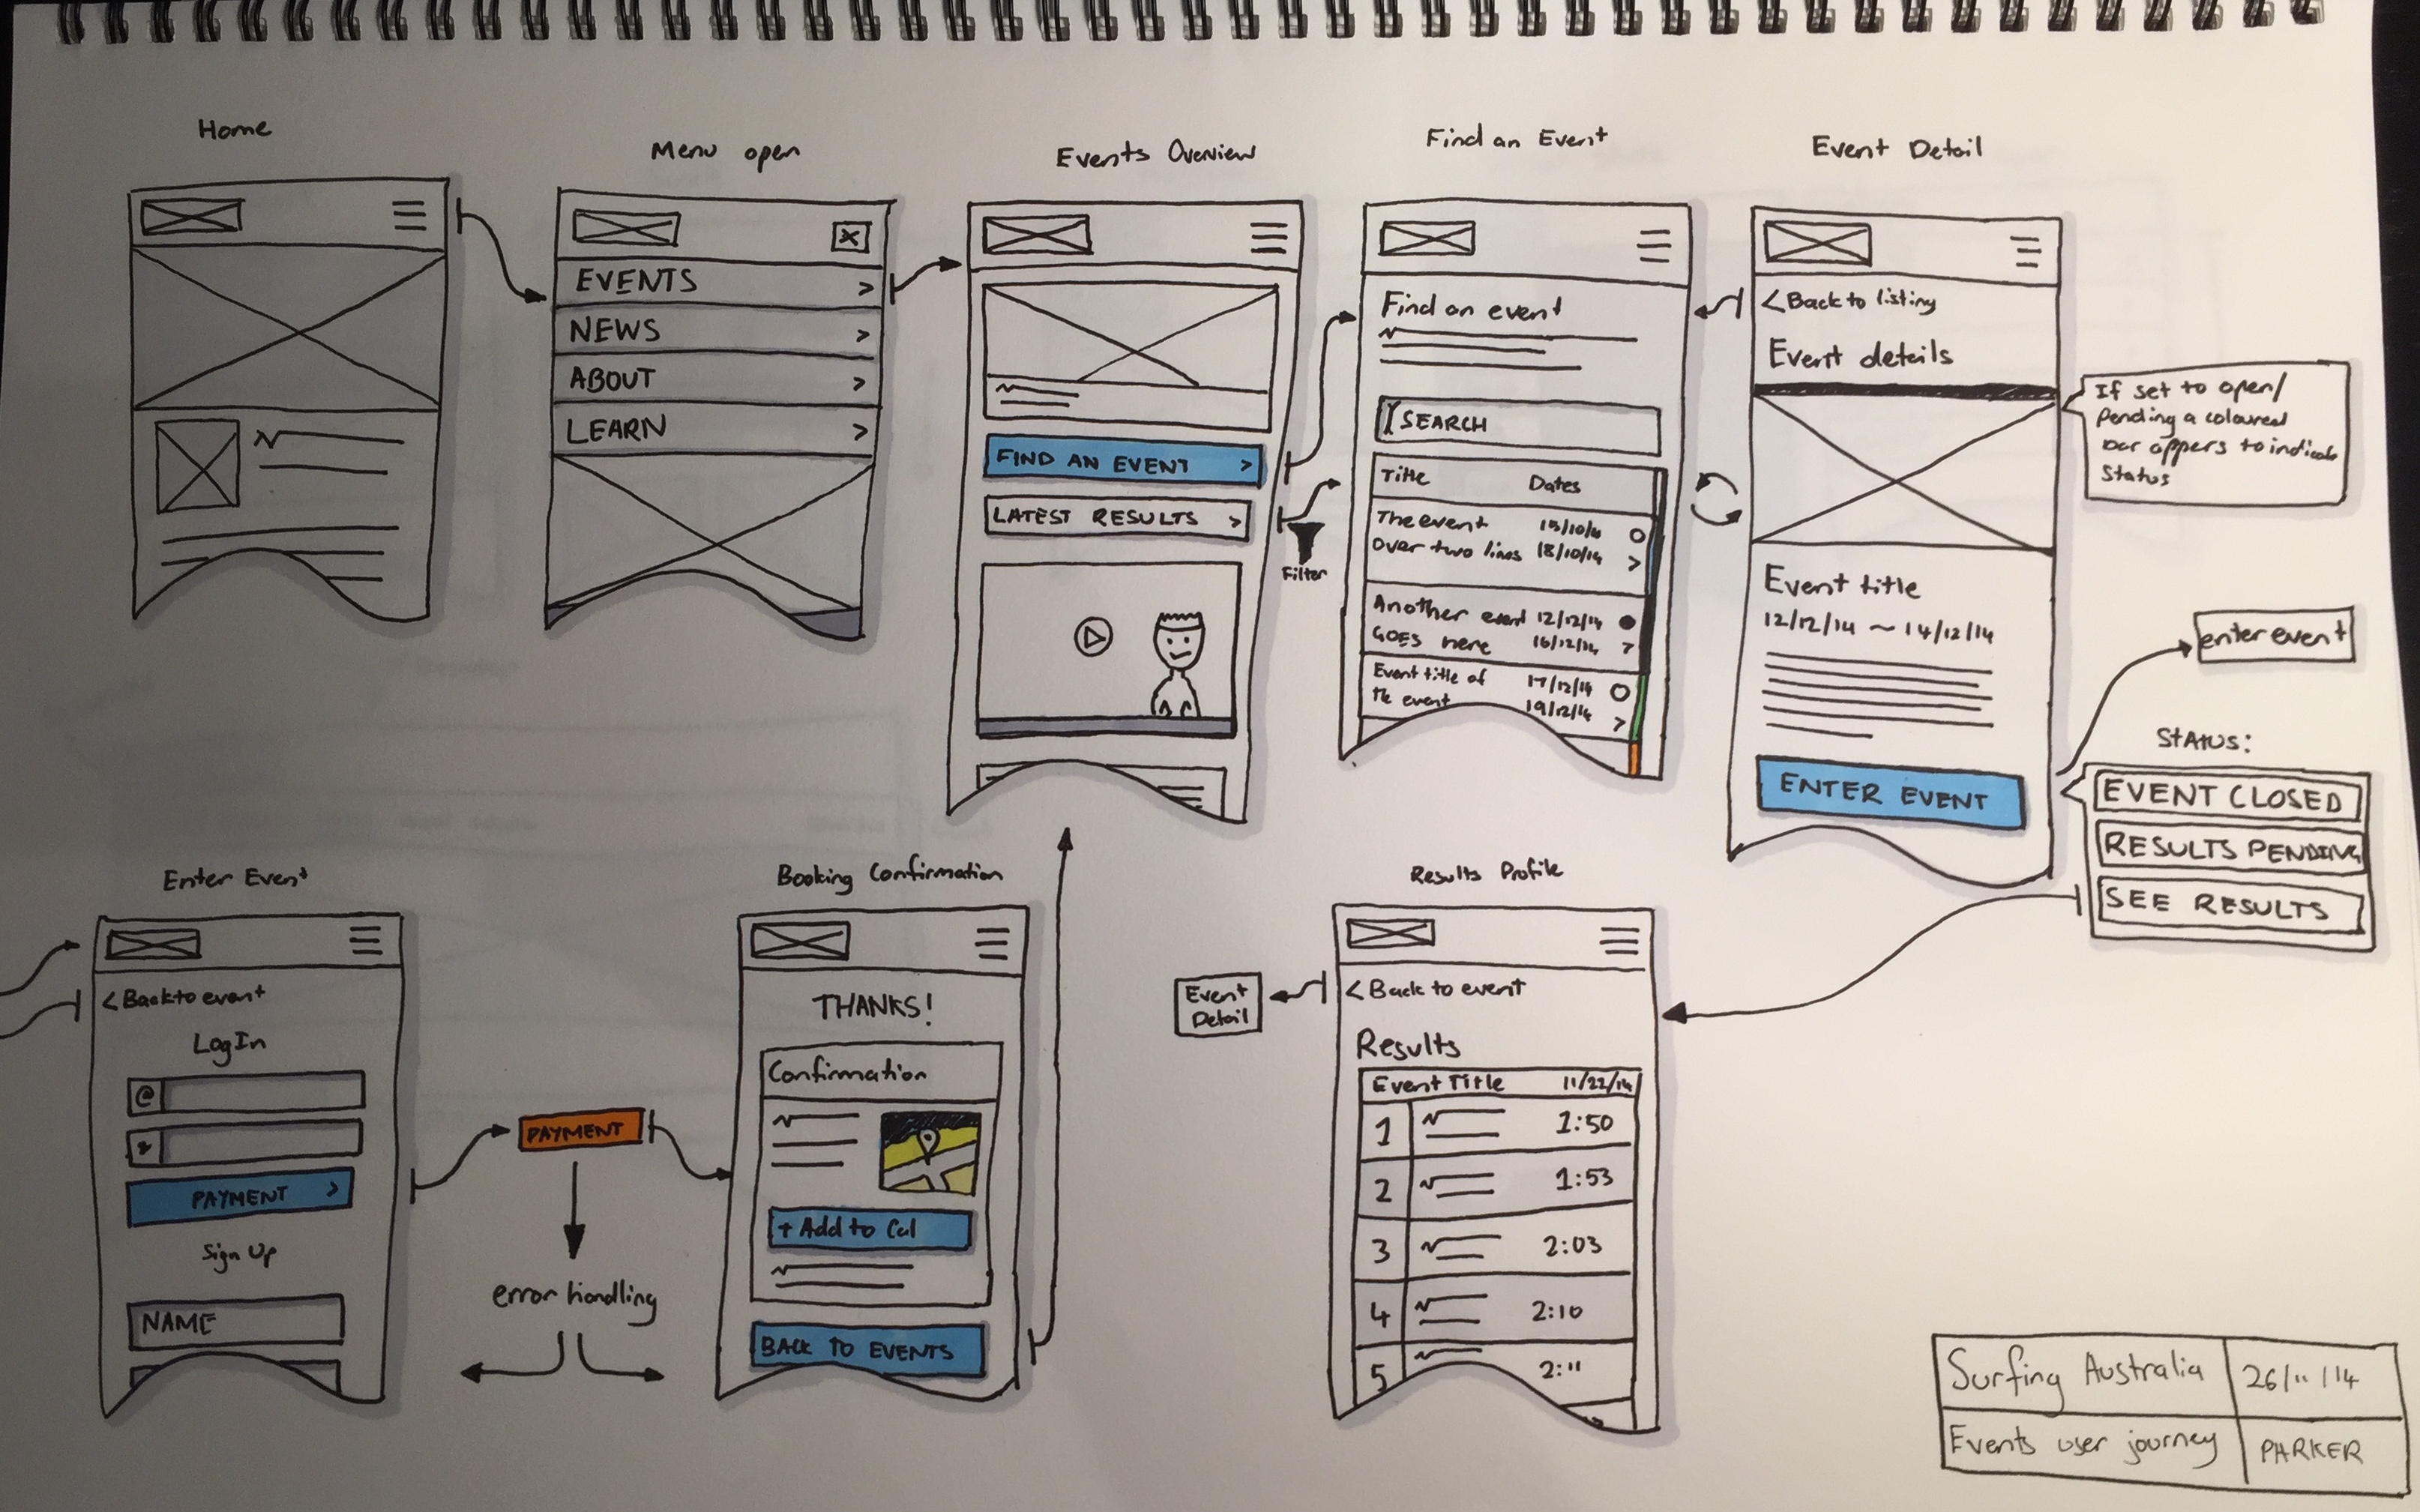 Home
Menu open
EVENTS >
NEWS >
ABOUT >
LEARN >
Events Overview
FIND AN EVENT >
LATEST RESULTS >
Filter
Find an Event
Find an event
SEARCH
Title Dates
The event 15/10/14
Over two lines 18/10/14 >
Another event 12/12/14
GOES here 16/12/14 >
Event title of 17/12/14
the event 19/12/14 >
Event Detail
< Back to listing
Event details
Event title
12/12/14 ~ 14/12/14
ENTER EVENT
If set to open/
Pending a coloured
bar appers to indicate
Status
enter event
Status:
EVENT CLOSED
RESULTS PENDING
SEE RESULTS
Enter Event
< Back to event
Log In
@
PAYMENT >
Sign Up
NAME
PAYMENT
error handling
Booking Confirmation
THANKS!
Confirmation
+ Add to Cal
BACK TO EVENTS
Results Profile
Event
Detail
< Back to event
Results
Event Title 11/22/14
1 1:50
2 1:53
3 2:03
4 2:10
5 2:11
Surfing Australia 26/11/14
Events user journey PARKER